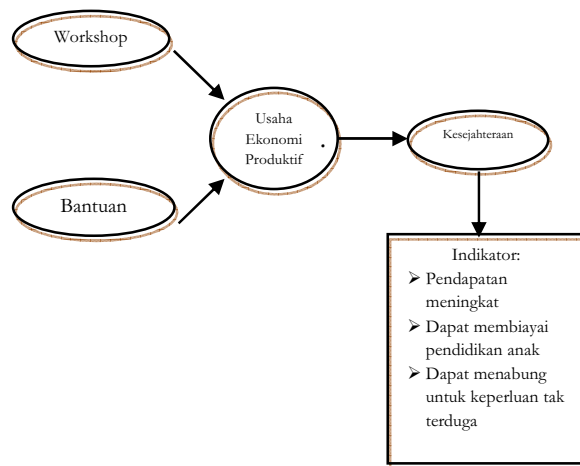 Workshop
Usaha
Ekonomi
Produktif
Kesejahteraan
Bantuan
Indikator:
➢ Pendapatan
meningkat
➢ Dapat membiayai
pendidikan anak
➢ Dapat menabung
untuk keperluan tak
terduga